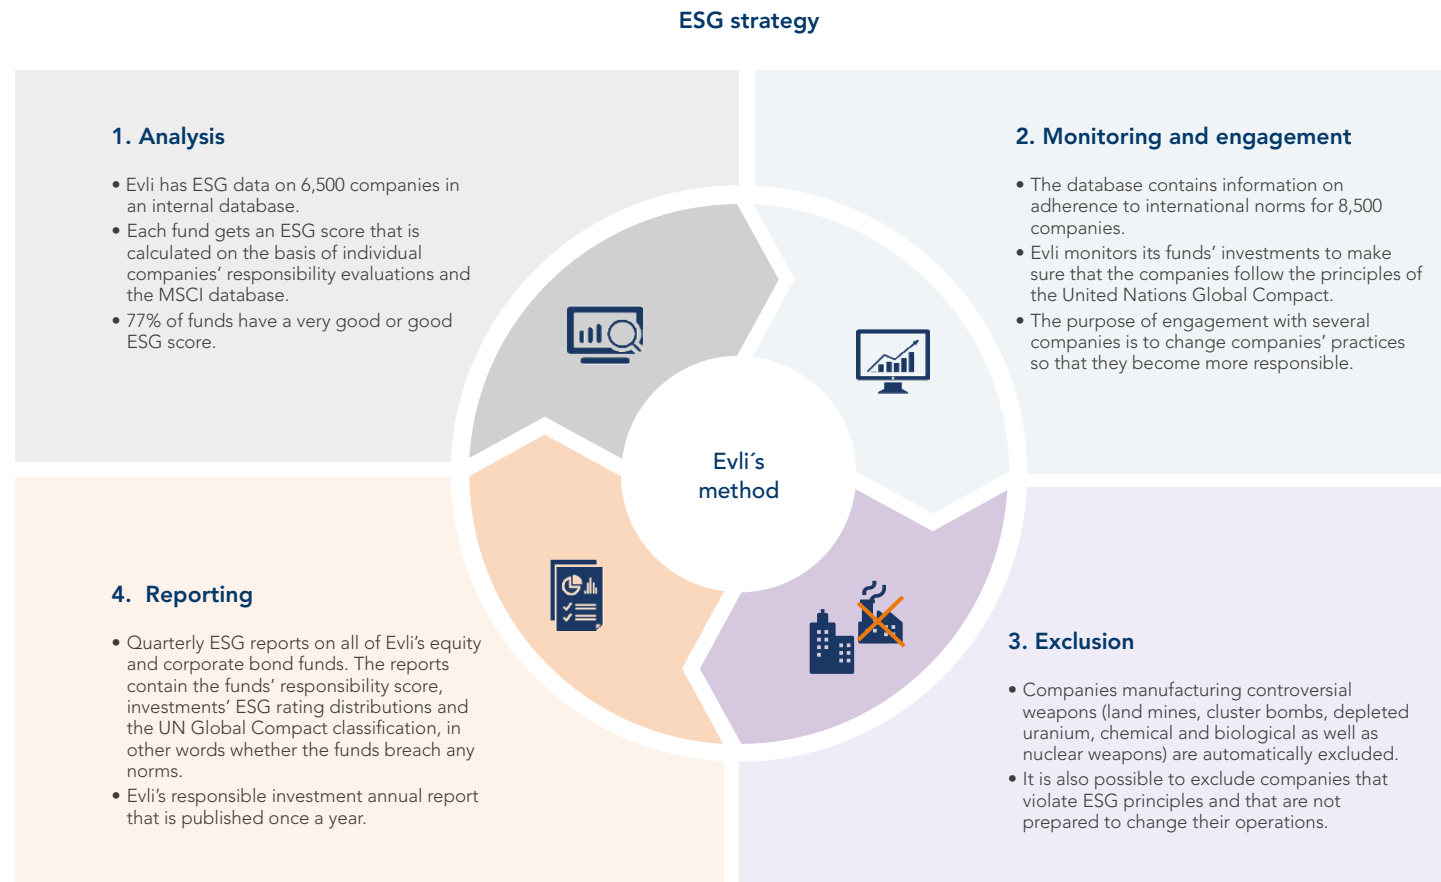 ESG strategy
1. Analysis
• Evli has ESG data on 6,500 companies in
an internal database.
• Each fund gets an ESG score that is
calculated on the basis of individual
companies’ responsibility evaluations and
the MSCI database.
• 77% of funds have a very good or good
ESG score.
2. Monitoring and engagement
• The database contains information on
adherence to international norms for 8,500
companies.
• Evli monitors its funds’ investments to make
sure that the companies follow the principles of
the United Nations Global Compact.
• The purpose of engagement with several
companies is to change companies’ practices
so that they become more responsible.
Evli´s
method
3. Exclusion
• Companies manufacturing controversial
weapons (land mines, cluster bombs, depleted
uranium, chemical and biological as well as
nuclear weapons) are automatically excluded.
• It is also possible to exclude companies that
violate ESG principles and that are not
prepared to change their operations.
4. Reporting
• Quarterly ESG reports on all of Evli’s equity
and corporate bond funds. The reports
contain the funds’ responsibility score,
investments’ ESG rating distributions and
the UN Global Compact classification, in
other words whether the funds breach any
norms.
• Evli’s responsible investment annual report
that is published once a year.